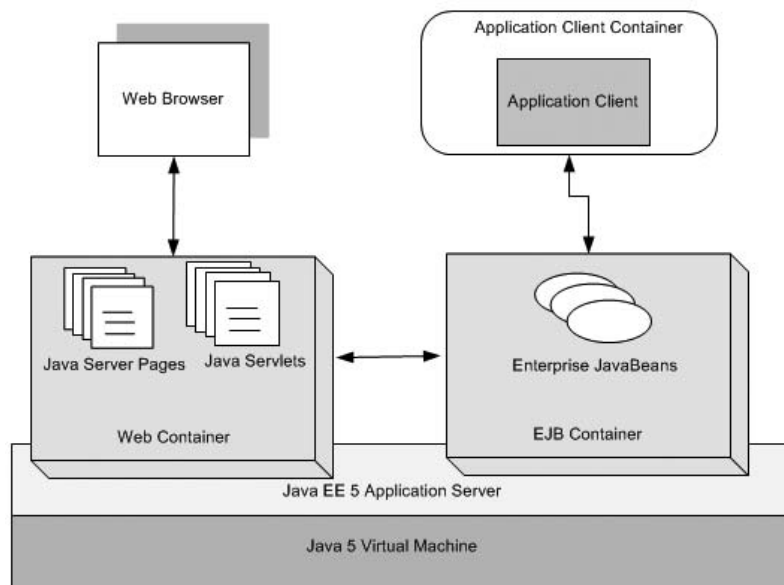 Application Client Container
Web Browser
Application Client
Java Server Pages
Java Servlets
Enterprise JavaBeans
Web Container
EJB Container
Java EE 5 Application Server
Java 5 Virtual Machine